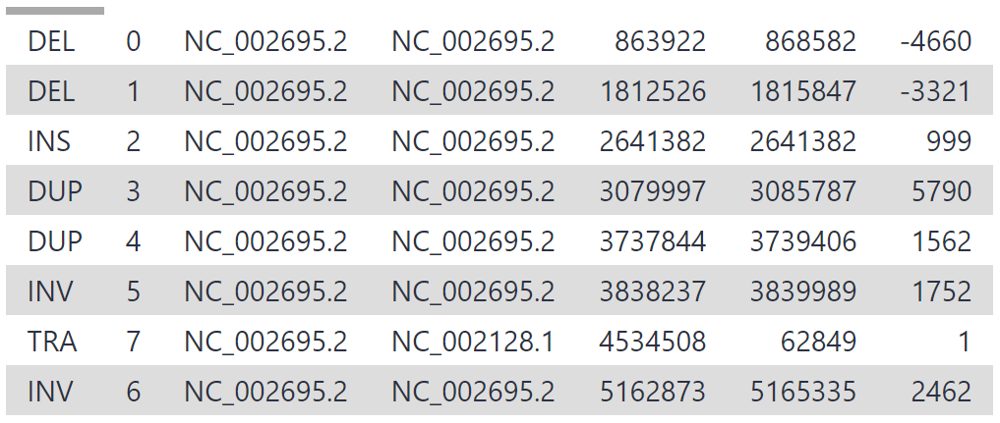 DEL 0 NC_002695.2 NC_002695.2 863922 868582 -4660
DEL 1 NC_002695.2 NC_002695.2 1812526 1815847 -3321
INS 2 NC_002695.2 NC_002695.2 2641382 2641382 999
DUP 3 NC_002695.2 NC_002695.2 3079997 3085787 5790
DUP 4 NC_002695.2 NC_002695.2 3737844 3739406 1562
INV 5 NC_002695.2 NC_002695.2 3838237 3839989 1752
TRA 7 NC_002695.2 NC_002128.1 4534508 62849 1
INV 6 NC_002695.2 NC_002695.2 5162873 5165335 2462